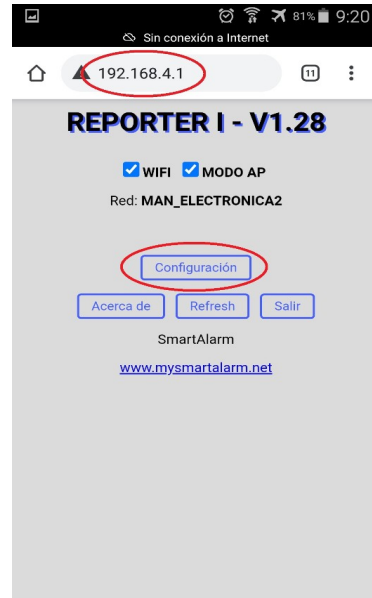 81% 9:20
Sin conexión a Internet
192.168.4.1 11
REPORTER I - V1.28
WIFI MODO AP
Red: MAN_ELECTRONICA2
Configuración
Acerca de Refresh Salir
SmartAlarm
www.mysmartalarm.net